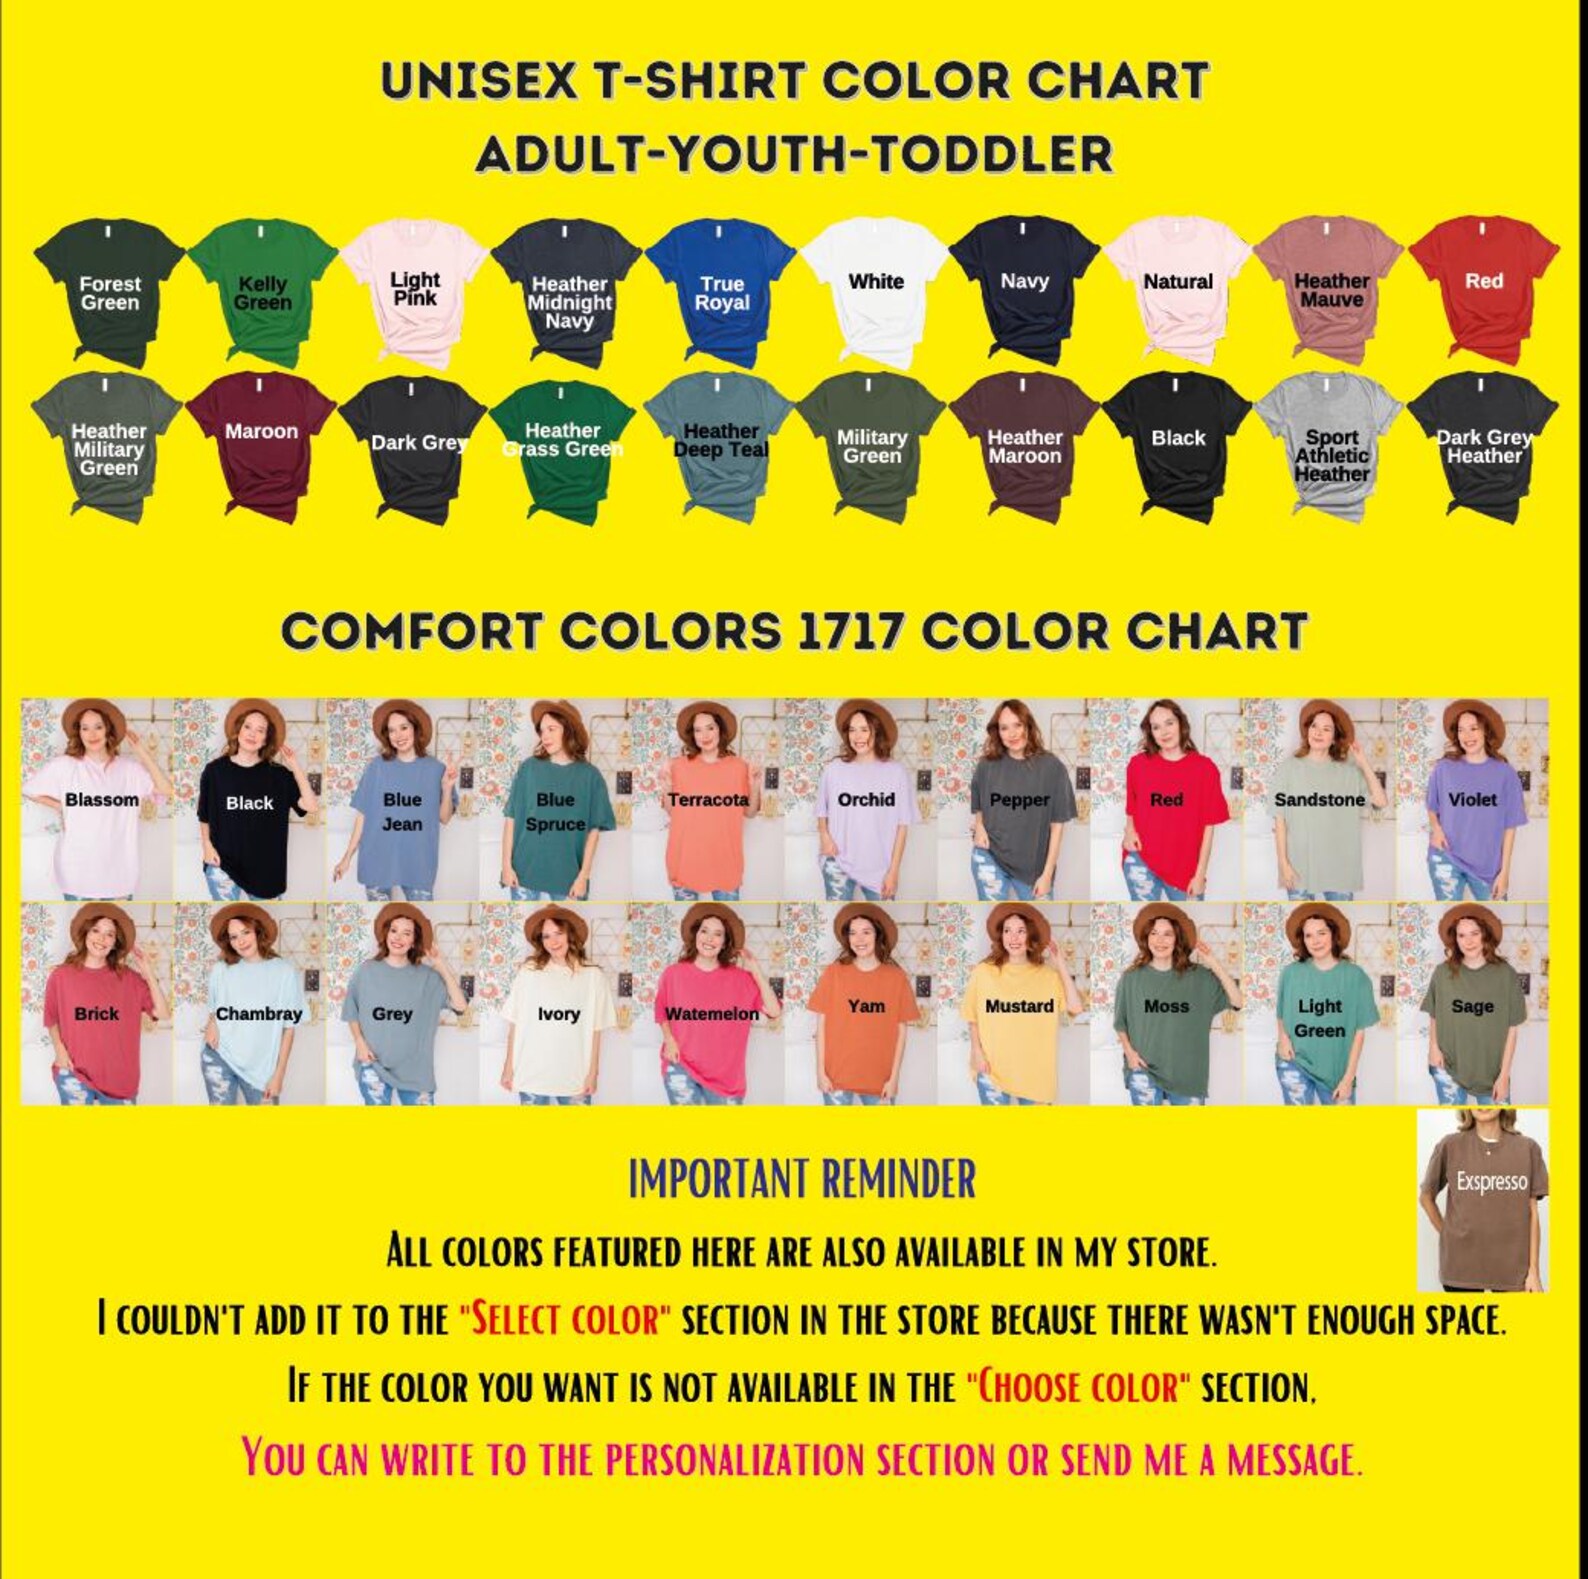 UNISEX T-SHIRT COLOR CHART
ADULT-YOUTH-TODDLER
Forest
Green
Kelly
Green
Light
Pink
Heather
Midnight
Navy
True
Royal
White
Navy
Natural
Heather
Mauve
Red
Heather
Military
Green
Maroon
Dark Grey
Heather
Grass Green
Heather
Deep Teal
Military
Green
Heather
Maroon
Black
Sport
Athletic
Heather
Dark Grey
Heather
COMFORT COLORS 1717 COLOR CHART
Blassom
Black
Blue
Jean
Blue
Spruce
Terracota
Orchid
Pepper
Red
Sandstone
Violet
Brick
Chambray
Grey
Ivory
Watemelon
Yam
Mustard
Moss
Light
Green
Sage
Exspresso
IMPORTANT REMINDER
ALL COLORS FEATURED HERE ARE ALSO AVAILABLE IN MY STORE.
I COULDN'T ADD IT TO THE "SELECT COLOR" SECTION IN THE STORE BECAUSE THERE WASN'T ENOUGH SPACE.
IF THE COLOR YOU WANT IS NOT AVAILABLE IN THE "CHOOSE COLOR" SECTION,
YOU CAN WRITE TO THE PERSONALIZATION SECTION OR SEND ME A MESSAGE.